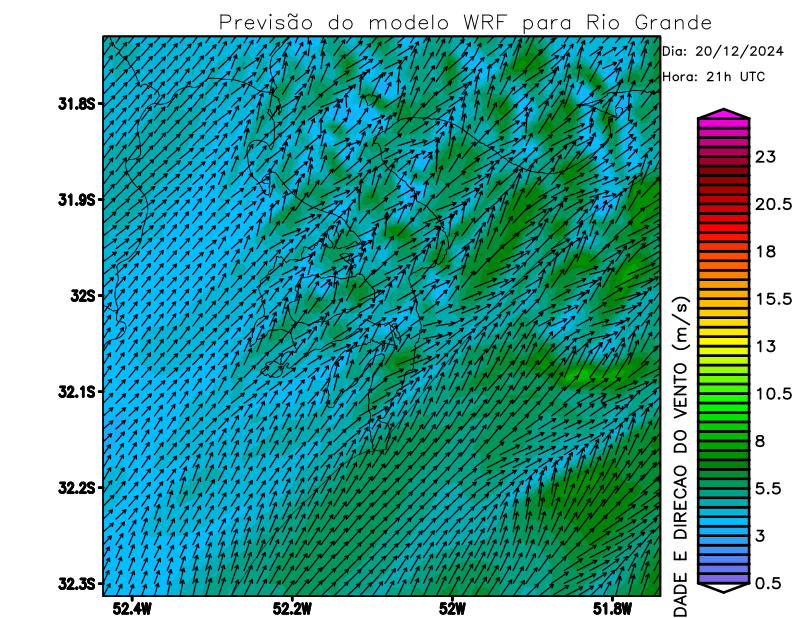 Previsão do modelo WRF para Rio Grande
Dia: 20/12/2024
Hora: 21h UTC
31.8S
31.9S
32S
32.1S
32.2S
32.3S
52.4W
52.2W
52W
51.8W
23
20.5
18
15.5
13
10.5
8
5.5
3
0.5
DADE E DIRECAO DO VENTO (m/s)